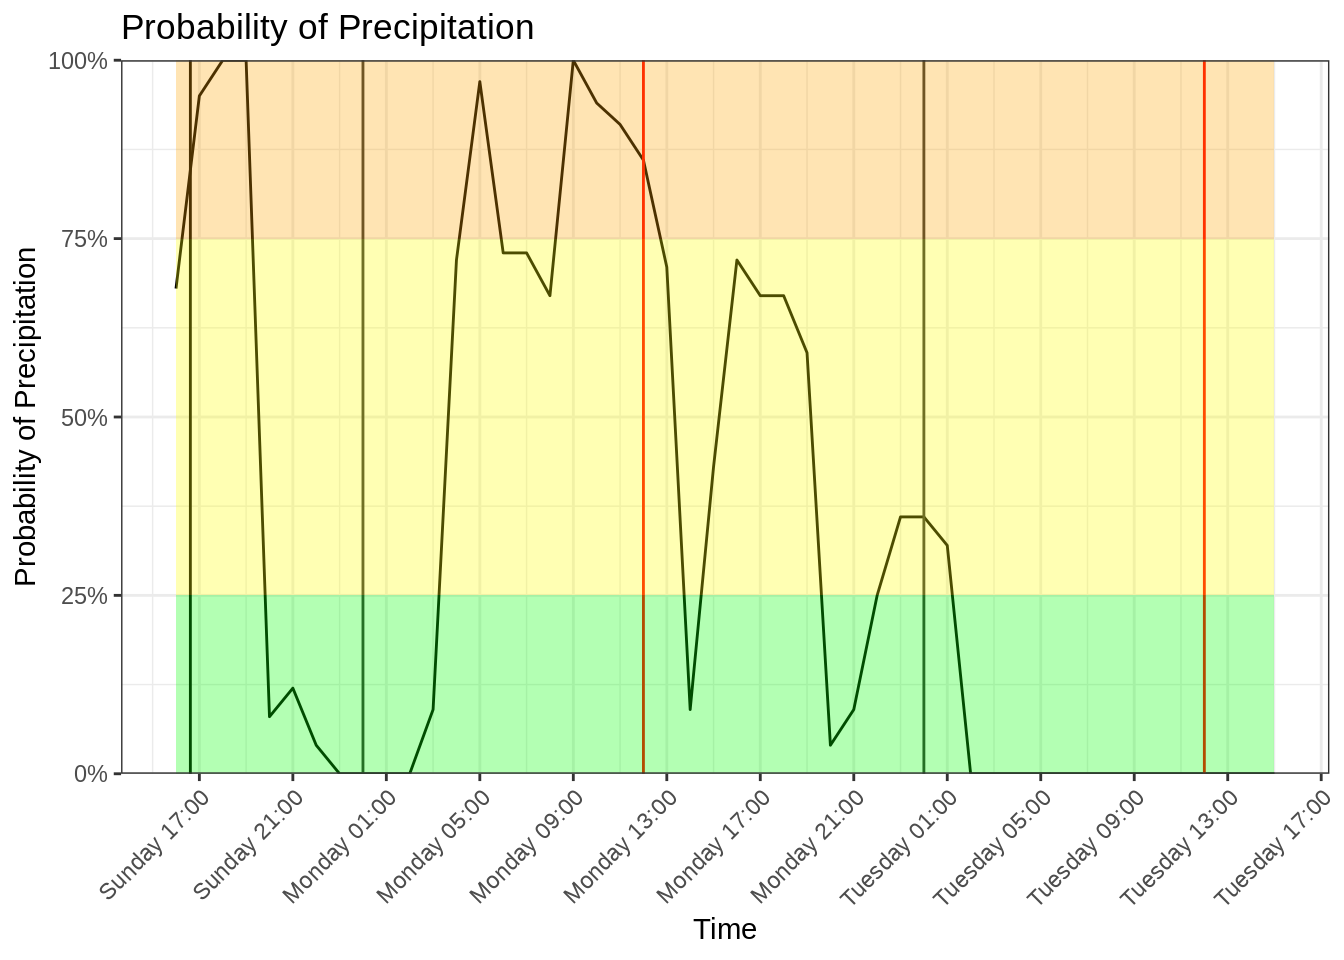 Probability of Precipitation
Probability of Precipitation
100%
75%
50%
25%
0%
Sunday 17:00
Sunday 21:00
Monday 01:00
Monday 05:00
Monday 09:00
Monday 13:00
Monday 17:00
Monday 21:00
Tuesday 01:00
Tuesday 05:00
Tuesday 09:00
Tuesday 13:00
Tuesday 17:00
Time